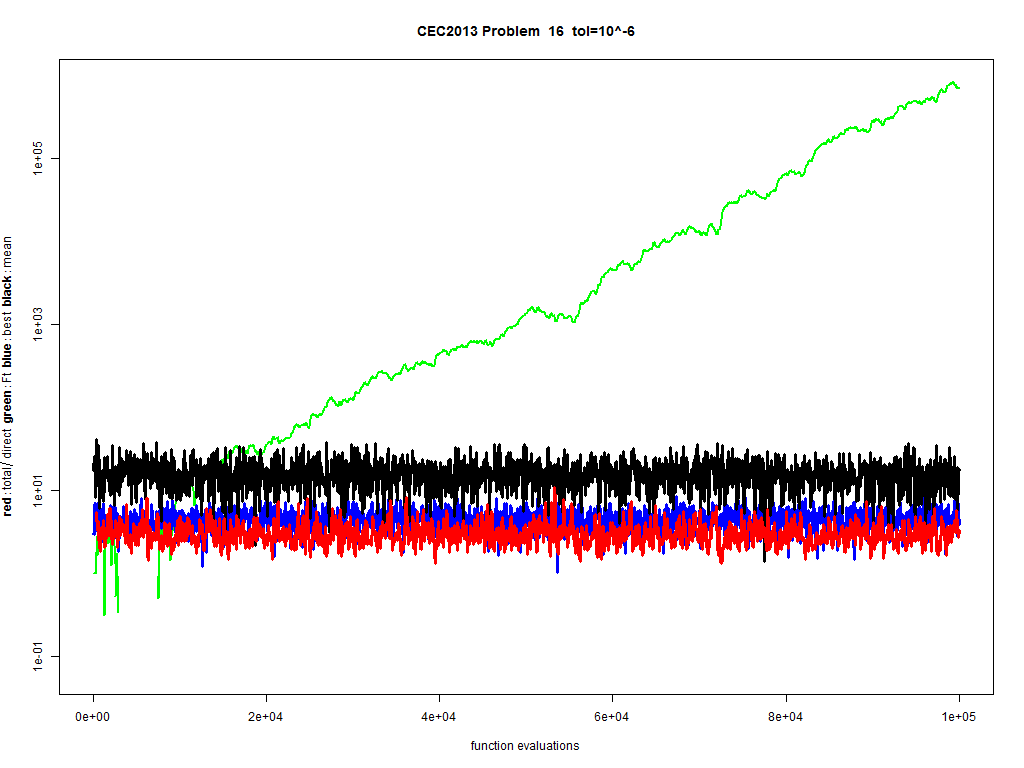 CEC2013 Problem 16 tol=10^-6
red : total/ direct green : Ft blue : best black : mean
1e+05
1e+03
1e+01
1e-01
0e+00 2e+04 4e+04 6e+04 8e+04 1e+05
function evaluations